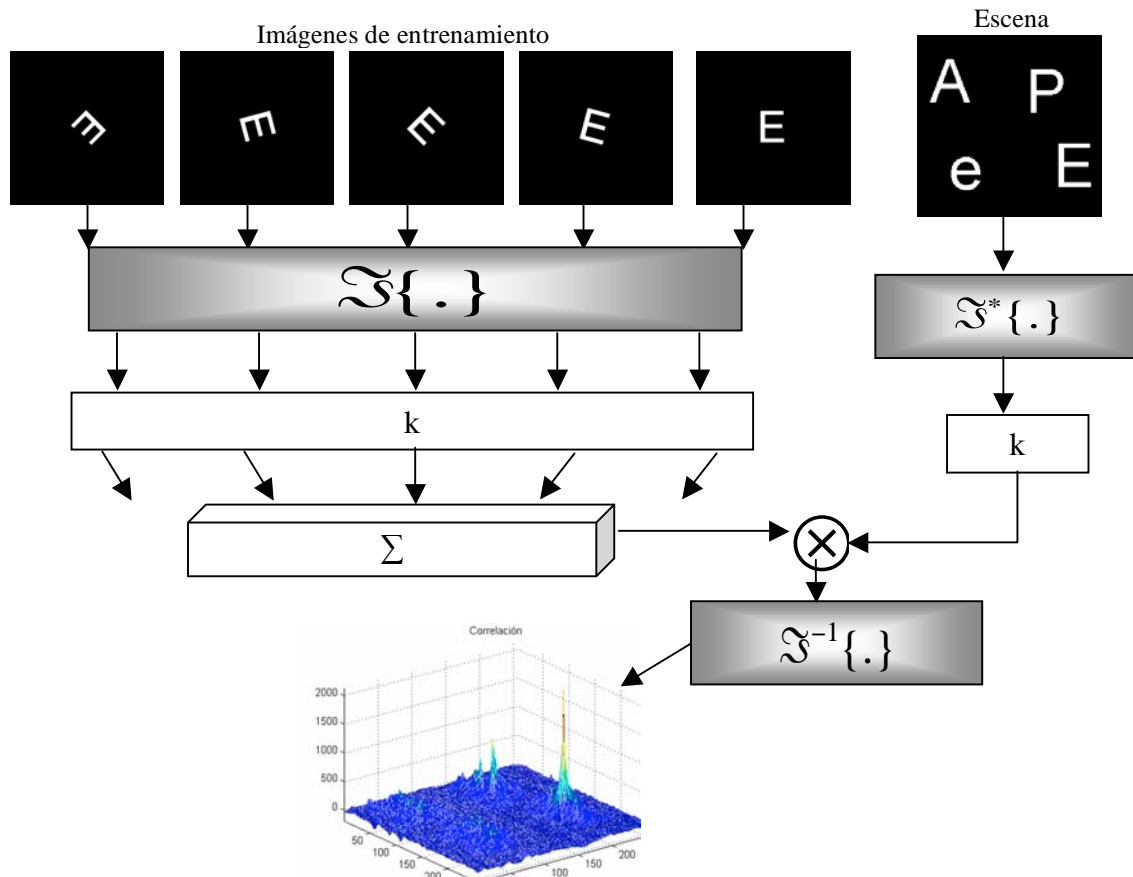 Imágenes de entrenamiento
Escena
E
E
E
E
E
A P
e E
ℑ{ . }
ℑ*{.}
k
k
Σ
⊗
ℑ⁻¹{.}
Correlación
2000
1500
1000
500
0
50
100
150
200
100
150
200